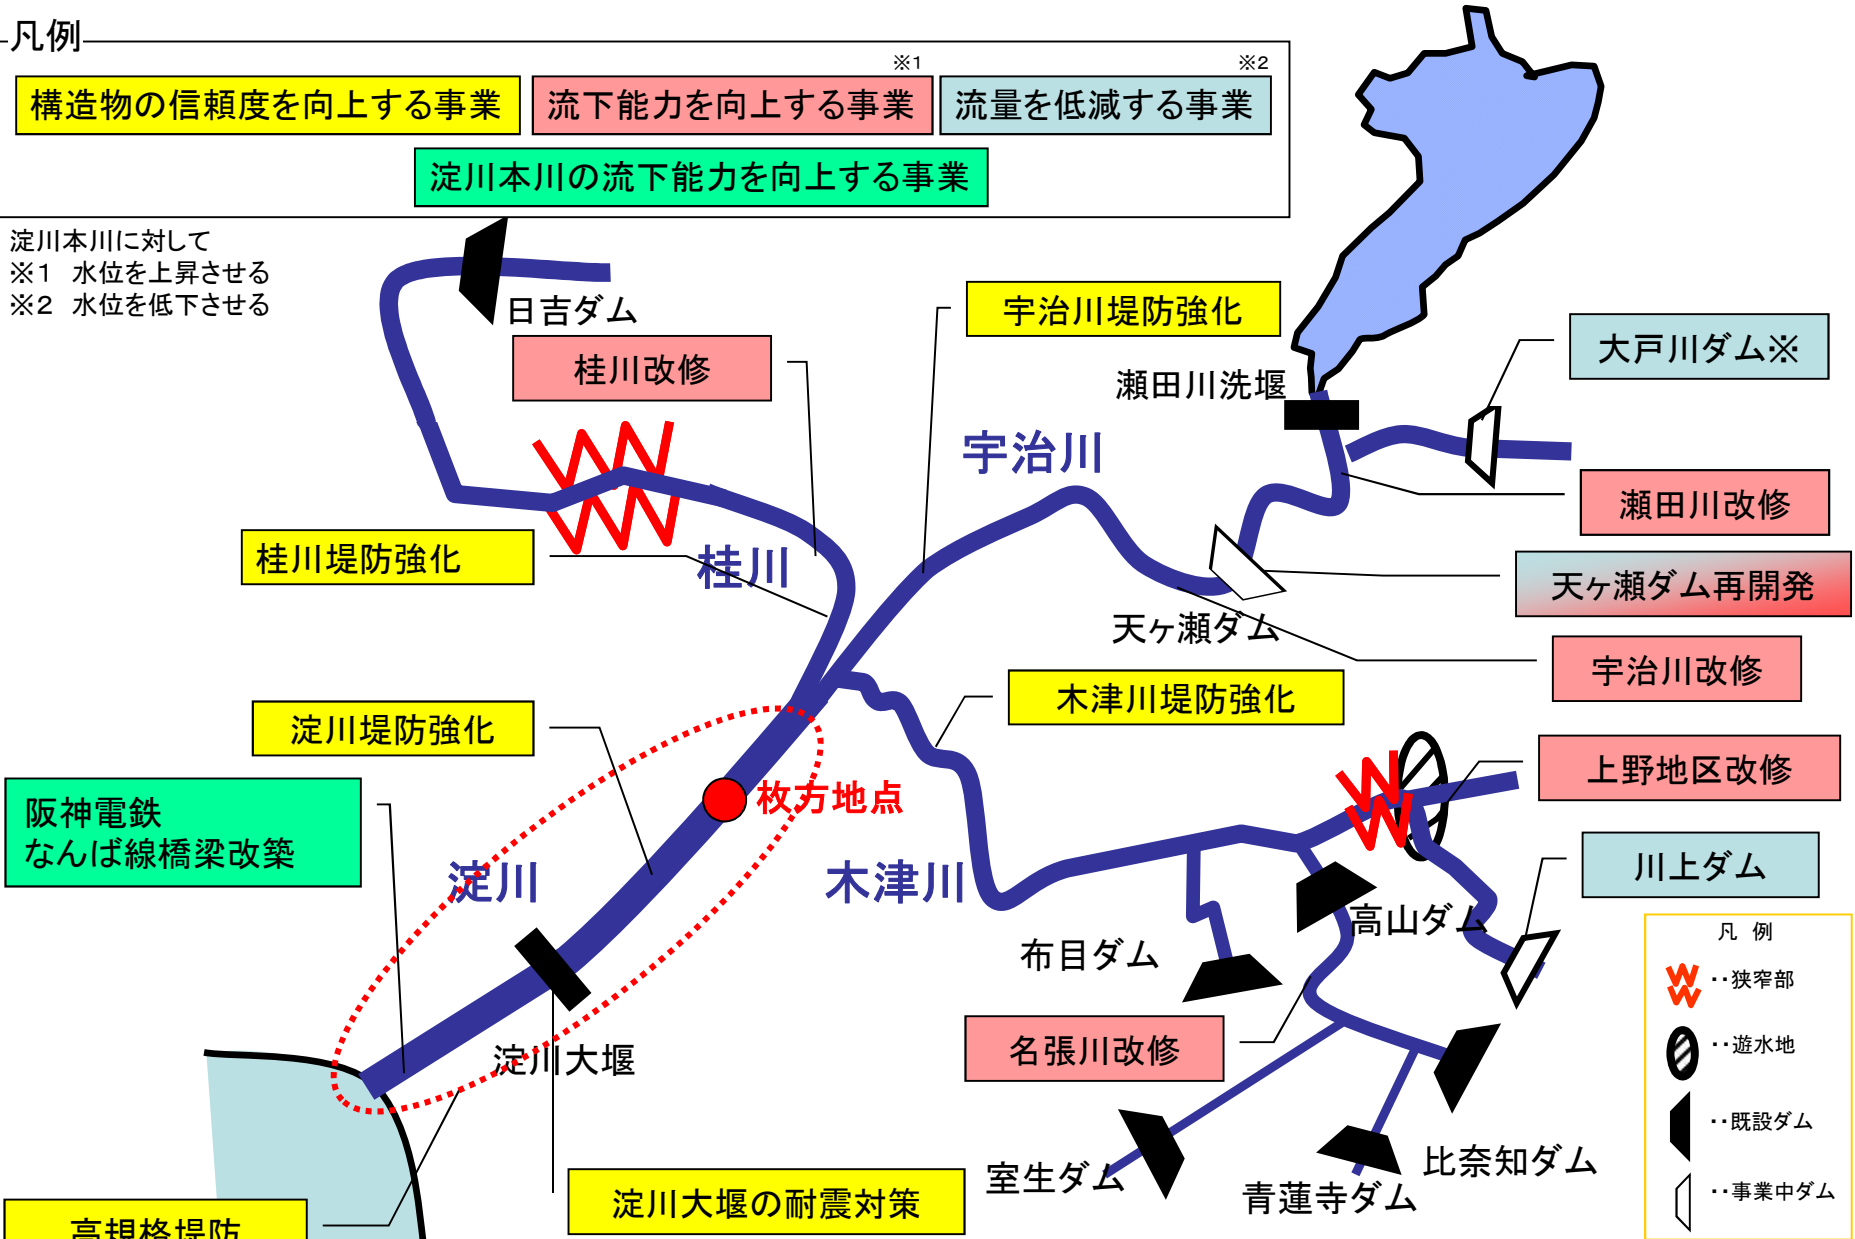 凡例
※1
※2
構造物の信頼度を向上する事業
流下能力を向上する事業
流量を低減する事業
淀川本川の流下能力を向上する事業
淀川本川に対して
※1 水位を上昇させる
※2 水位を低下させる
日吉ダム
宇治川堤防強化
桂川改修
大戸川ダム※
瀬田川洗堰
宇治川
瀬田川改修
桂川堤防強化
桂川
天ヶ瀬ダム再開発
天ヶ瀬ダム
宇治川改修
木津川堤防強化
淀川堤防強化
上野地区改修
枚方地点
阪神電鉄
なんば線橋梁改築
淀川
木津川
川上ダム
高山ダム
布目ダム
凡 例
‥狭窄部
‥遊水地
‥既設ダム
‥事業中ダム
名張川改修
淀川大堰
比奈知ダム
室生ダム
青蓮寺ダム
淀川大堰の耐震対策
高規格堤防